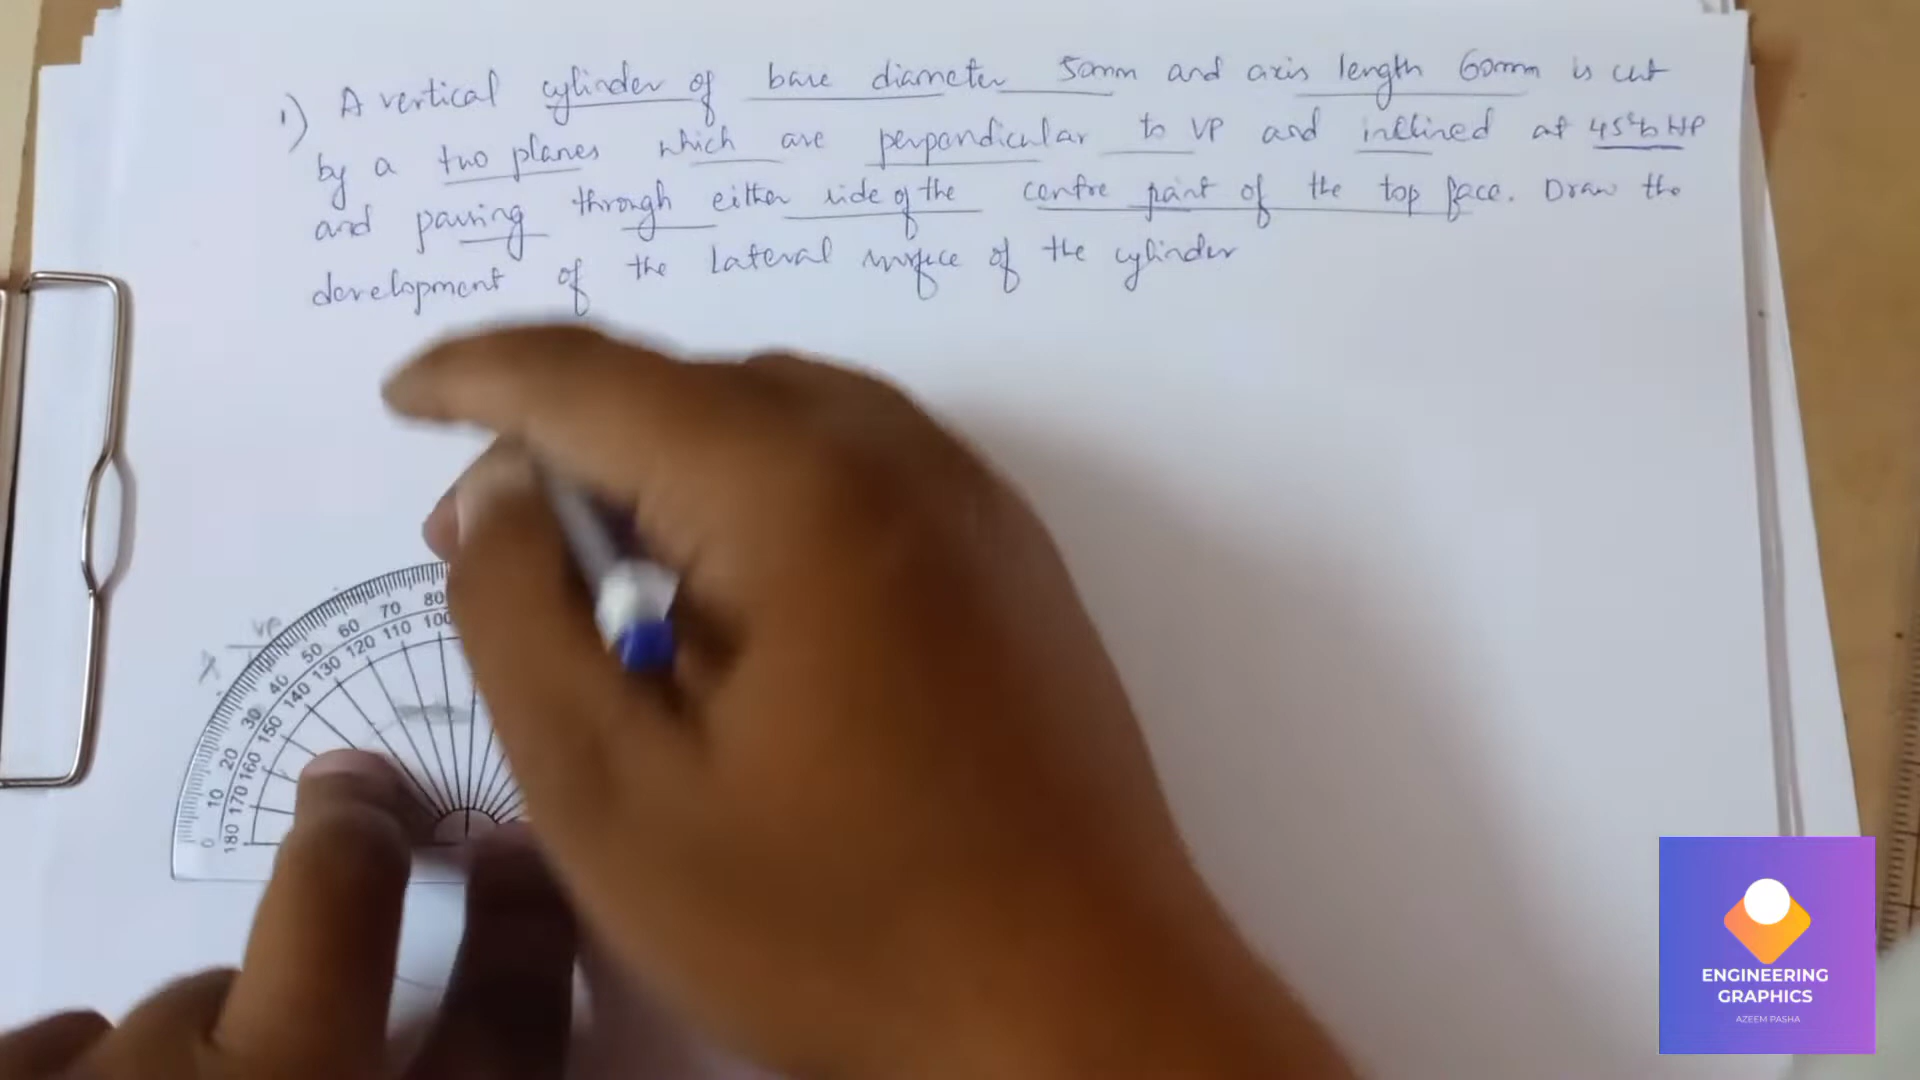 1) A vertical cylinder of base diameter 50mm and axis length 60mm is cut
by a two planes which are perpendicular to VP and inclined at 45° to HP
and passing through either side of the centre point of the top face. Draw the
development of the lateral surface of the cylinder
VP
X
80
70
100
60
110
50
120
40
130
30
140
20
150
10
160
0
170
180
ENGINEERING
GRAPHICS
AZEEM PASHA